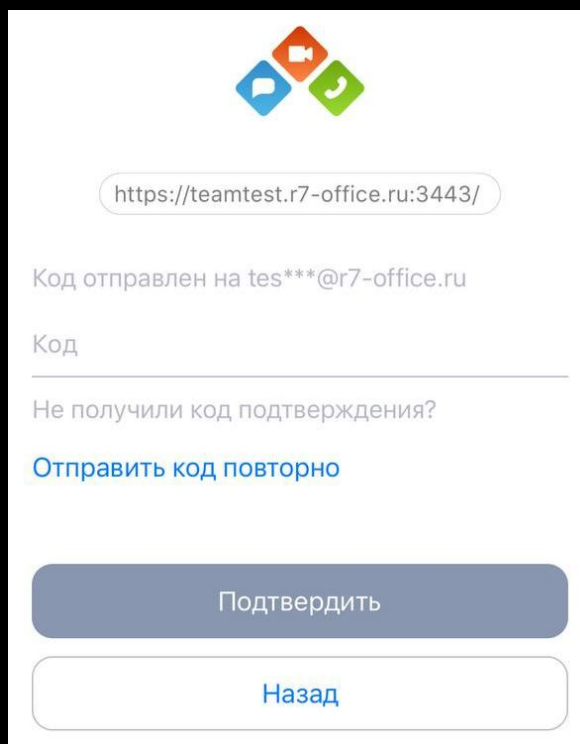 https://teamtest.r7-office.ru:3443/
Код отправлен на tes***@r7-office.ru
Код
Не получили код подтверждения?
Отправить код повторно
Подтвердить
Назад